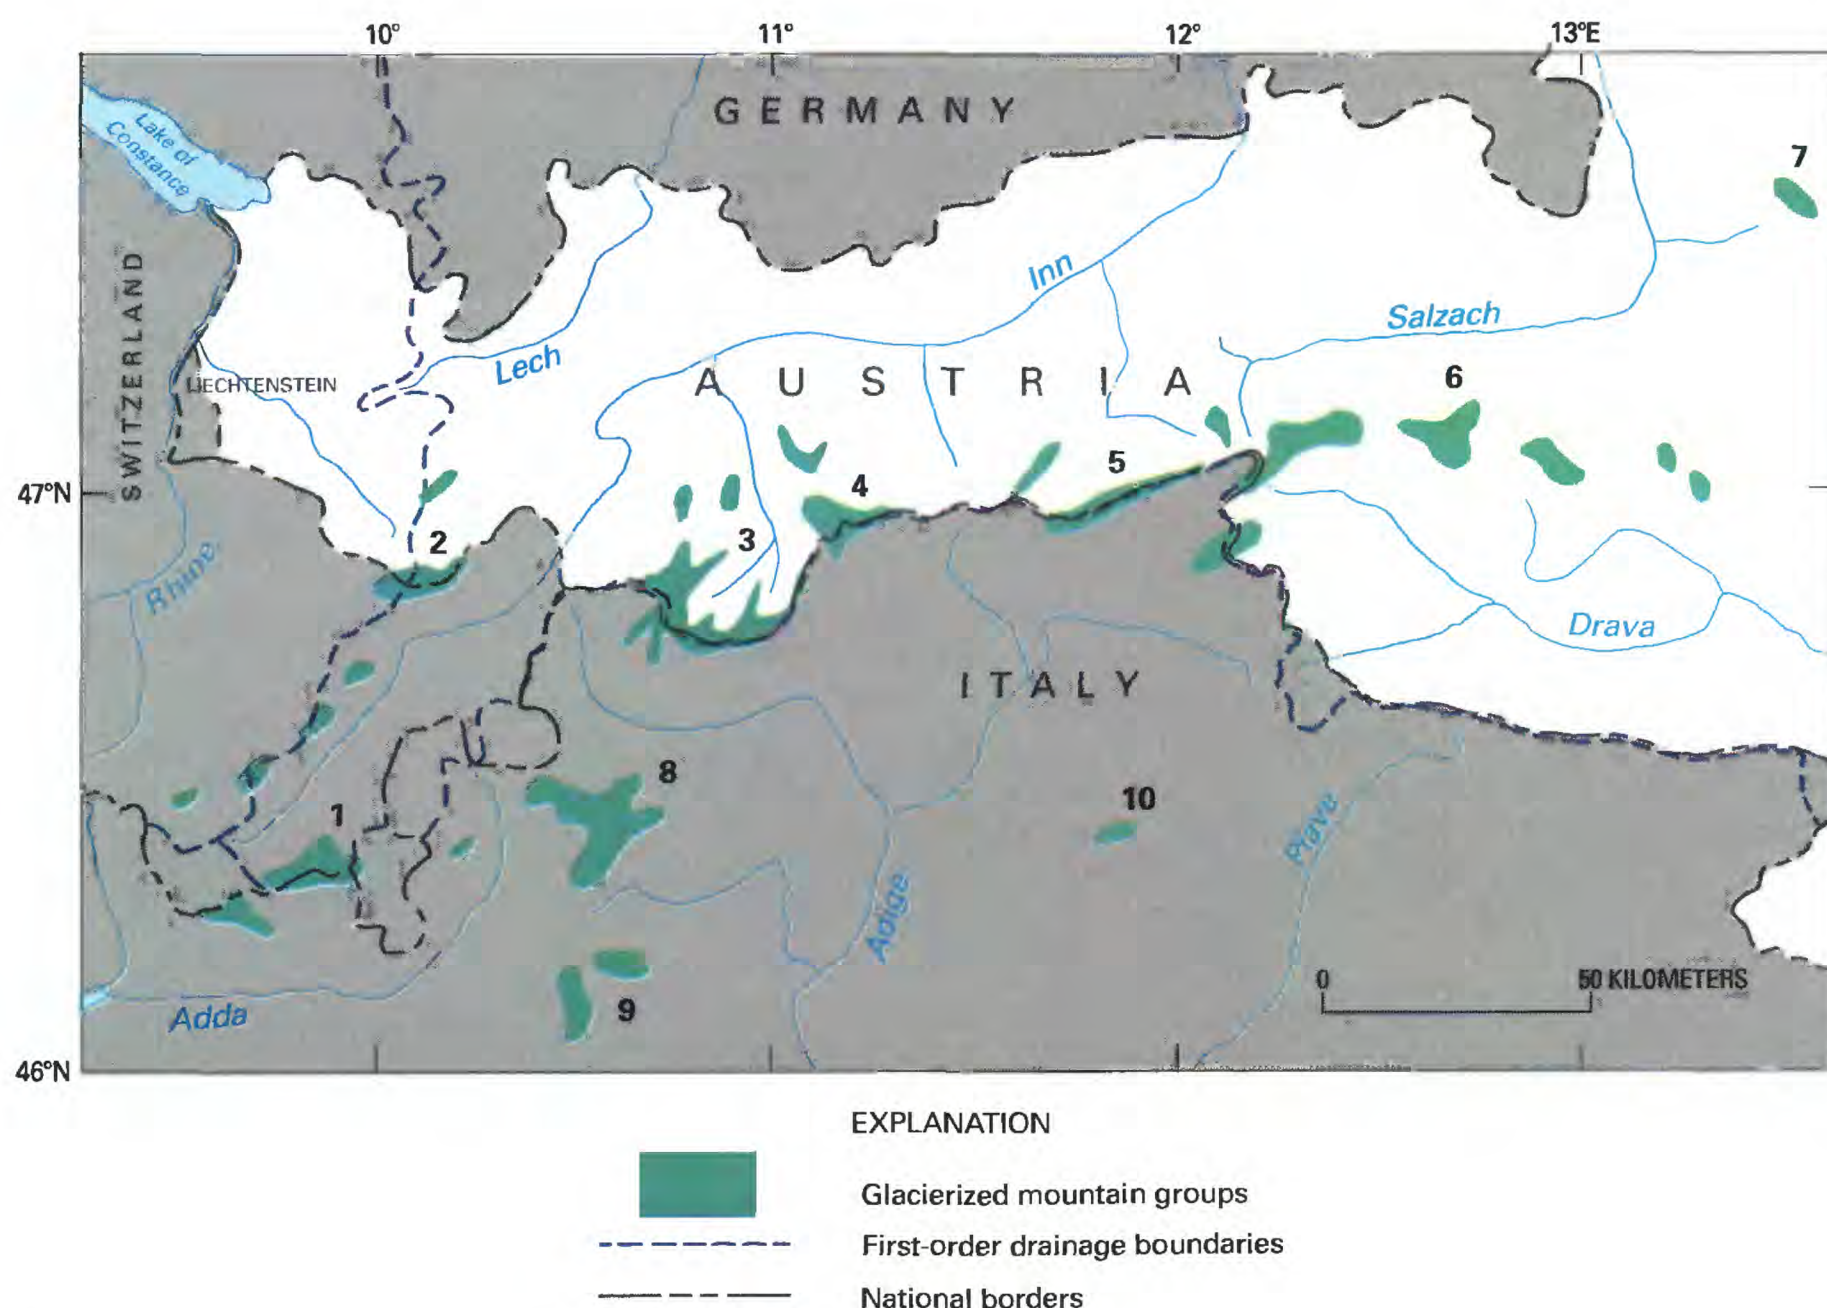 10° 11° 12° 13°E
GERMANY
Lake of
Constance
7
SWITZERLAND
Inn
Salzach
Lech
LIECHTENSTEIN
AUSTRIA
6
5
47°N
4
2
3
Rhine
Drava
ITALY
8
10
1
Piave
Adige
0 50 KILOMETERS
9
Adda
46°N
EXPLANATION
Glacierized mountain groups
First-order drainage boundaries
National borders